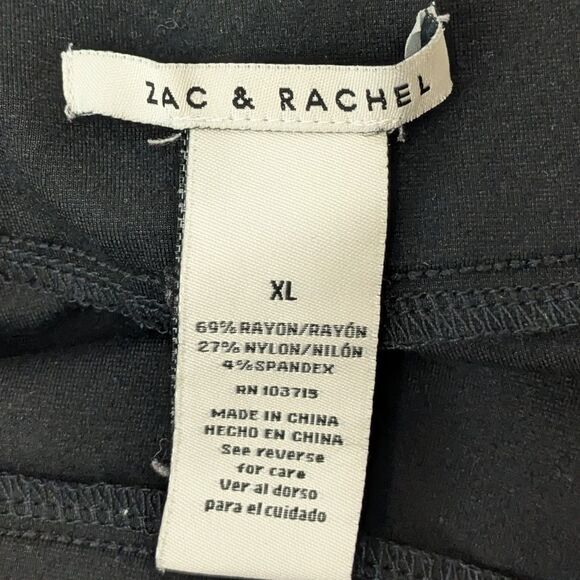 ZAC & RACHEL
XL
69% RAYON/RAYÓN
27% NYLON/NILÓN
4% SPANDEX
RN 103715
MADE IN CHINA
HECHO EN CHINA
See reverse
for care
Ver al dorso
para el cuidado